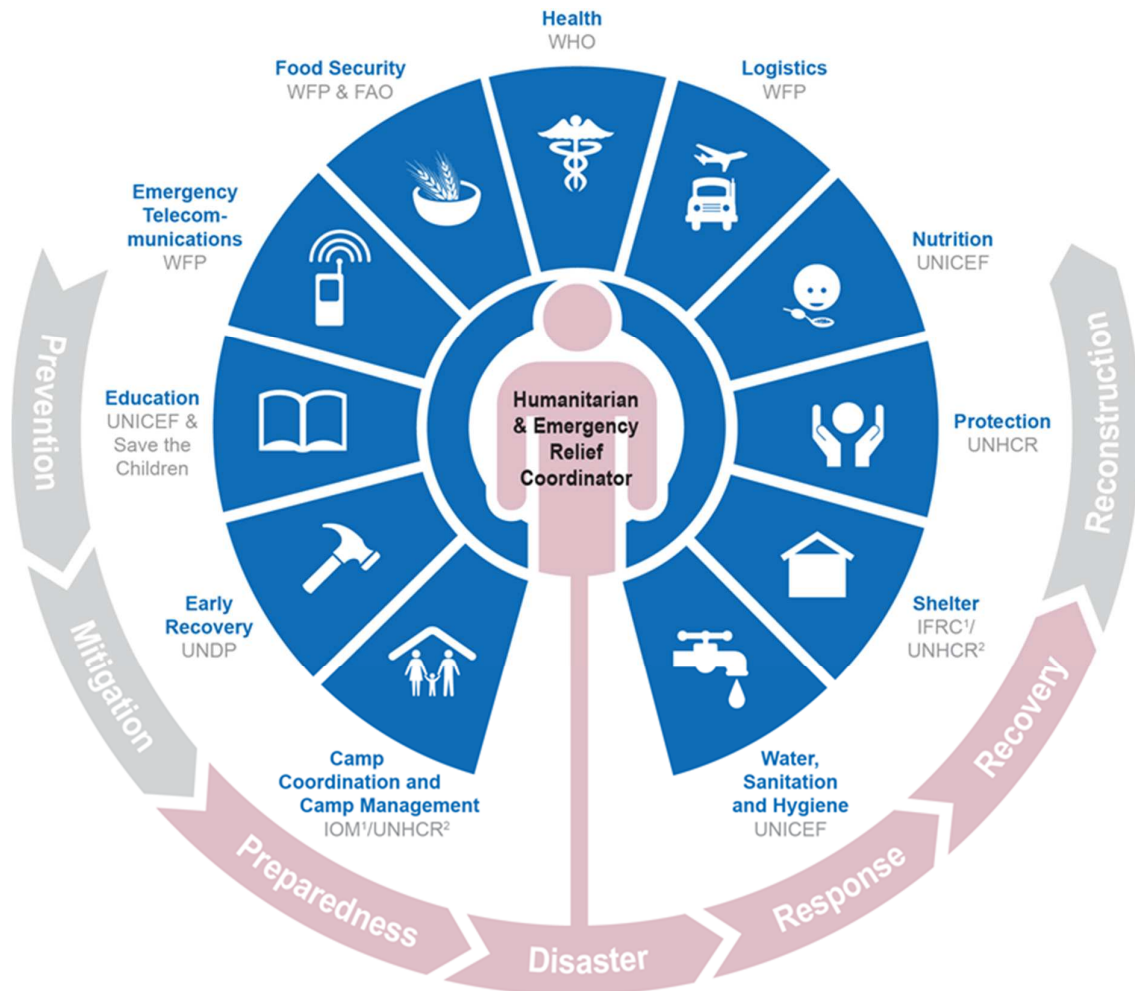 Health
WHO
Food Security
WFP & FAO
Logistics
WFP
Emergency
Telecom-
munications
WFP
Nutrition
UNICEF
Education
UNICEF &
Save the
Children
Humanitarian
& Emergency
Relief
Coordinator
Protection
UNHCR
Early
Recovery
UNDP
Shelter
IFRC¹/
UNHCR²
Camp
Coordination and
Camp Management
IOM¹/UNHCR²
Water,
Sanitation
and Hygiene
UNICEF
Prevention
Mitigation
Preparedness
Disaster
Response
Recovery
Reconstruction